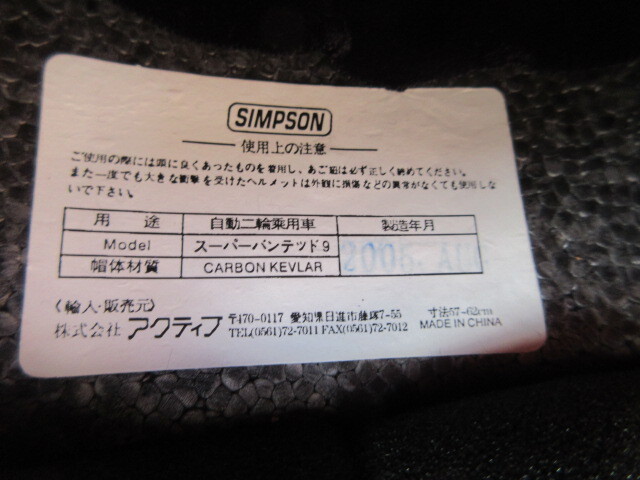 SIMPSON
使用上の注意
ご使用の際には頭に良くあったものを着用し、あご紐は必ず正しく締めてください。
また一度でも大きな衝撃を受けたヘルメットは外観に損傷などの異常がなくても使用しな
いで下さい。
用途 自動二輪乗用車 製造年月
Model スーパーバンテッド9 2005. AUG
帽体材質 CARBON KEVLAR
〈輸入・販売元〉
株式会社 アクティブ 〒470-0117 愛知県日進市藤塚7-55 寸法57-62cm
TEL(0561)72-7011 FAX(0561)72-7012 MADE IN CHINA